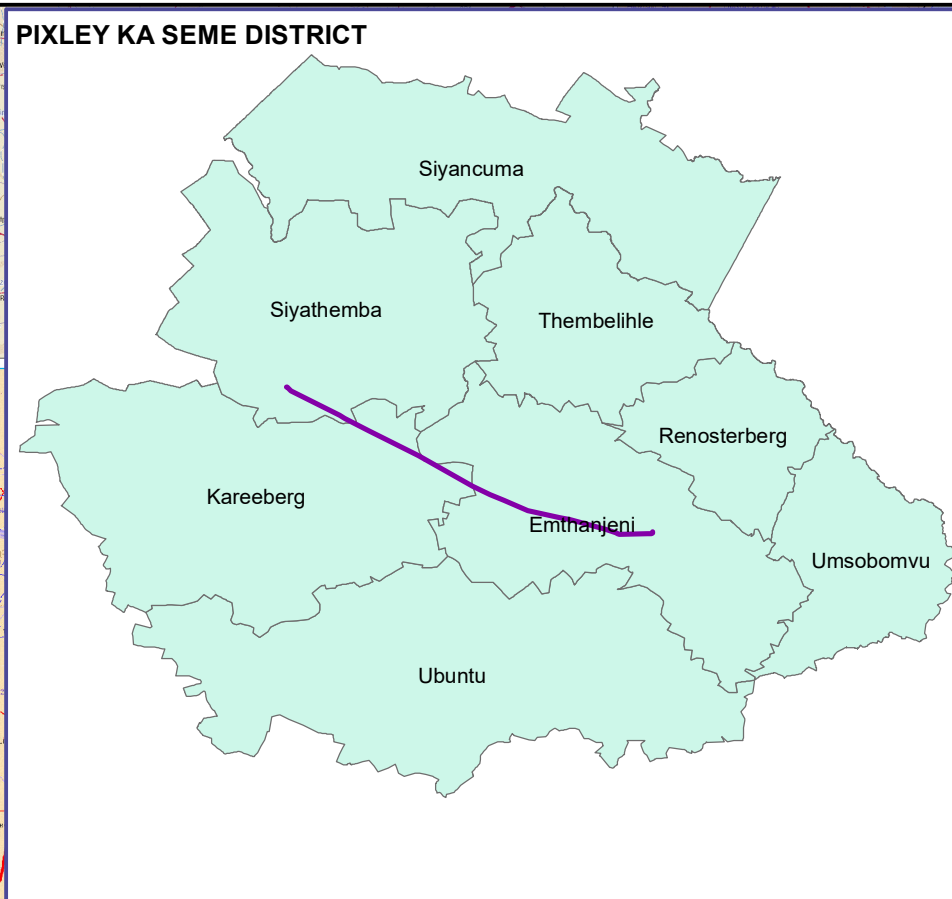 PIXLEY KA SEME DISTRICT
Siyancuma
Siyathemba
Thembelihle
Renosterberg
Kareeberg
Emthanjeni
Umsobomvu
Ubuntu